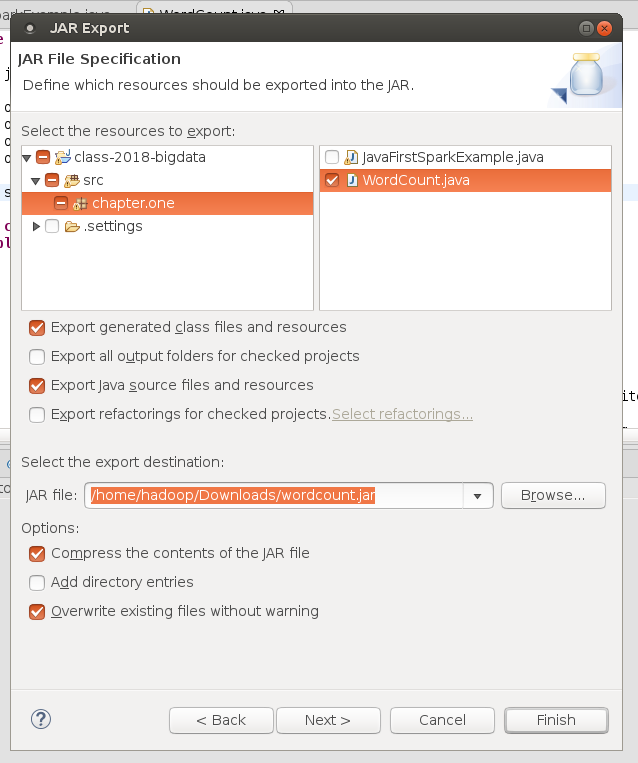 WordCount.java
JAR Export
JAR File Specification
Define which resources should be exported into the JAR.
Select the resources to export:
class-2018-bigdata
src
chapter.one
.settings
JavaFirstSparkExample.java
WordCount.java
Export generated class files and resources
Export all output folders for checked projects
Export Java source files and resources
Export refactorings for checked projects. Select refactorings...
Select the export destination:
JAR file: /home/hadoop/Downloads/wordcount.jar Browse...
Options:
Compress the contents of the JAR file
Add directory entries
Overwrite existing files without warning
? < Back Next > Cancel Finish